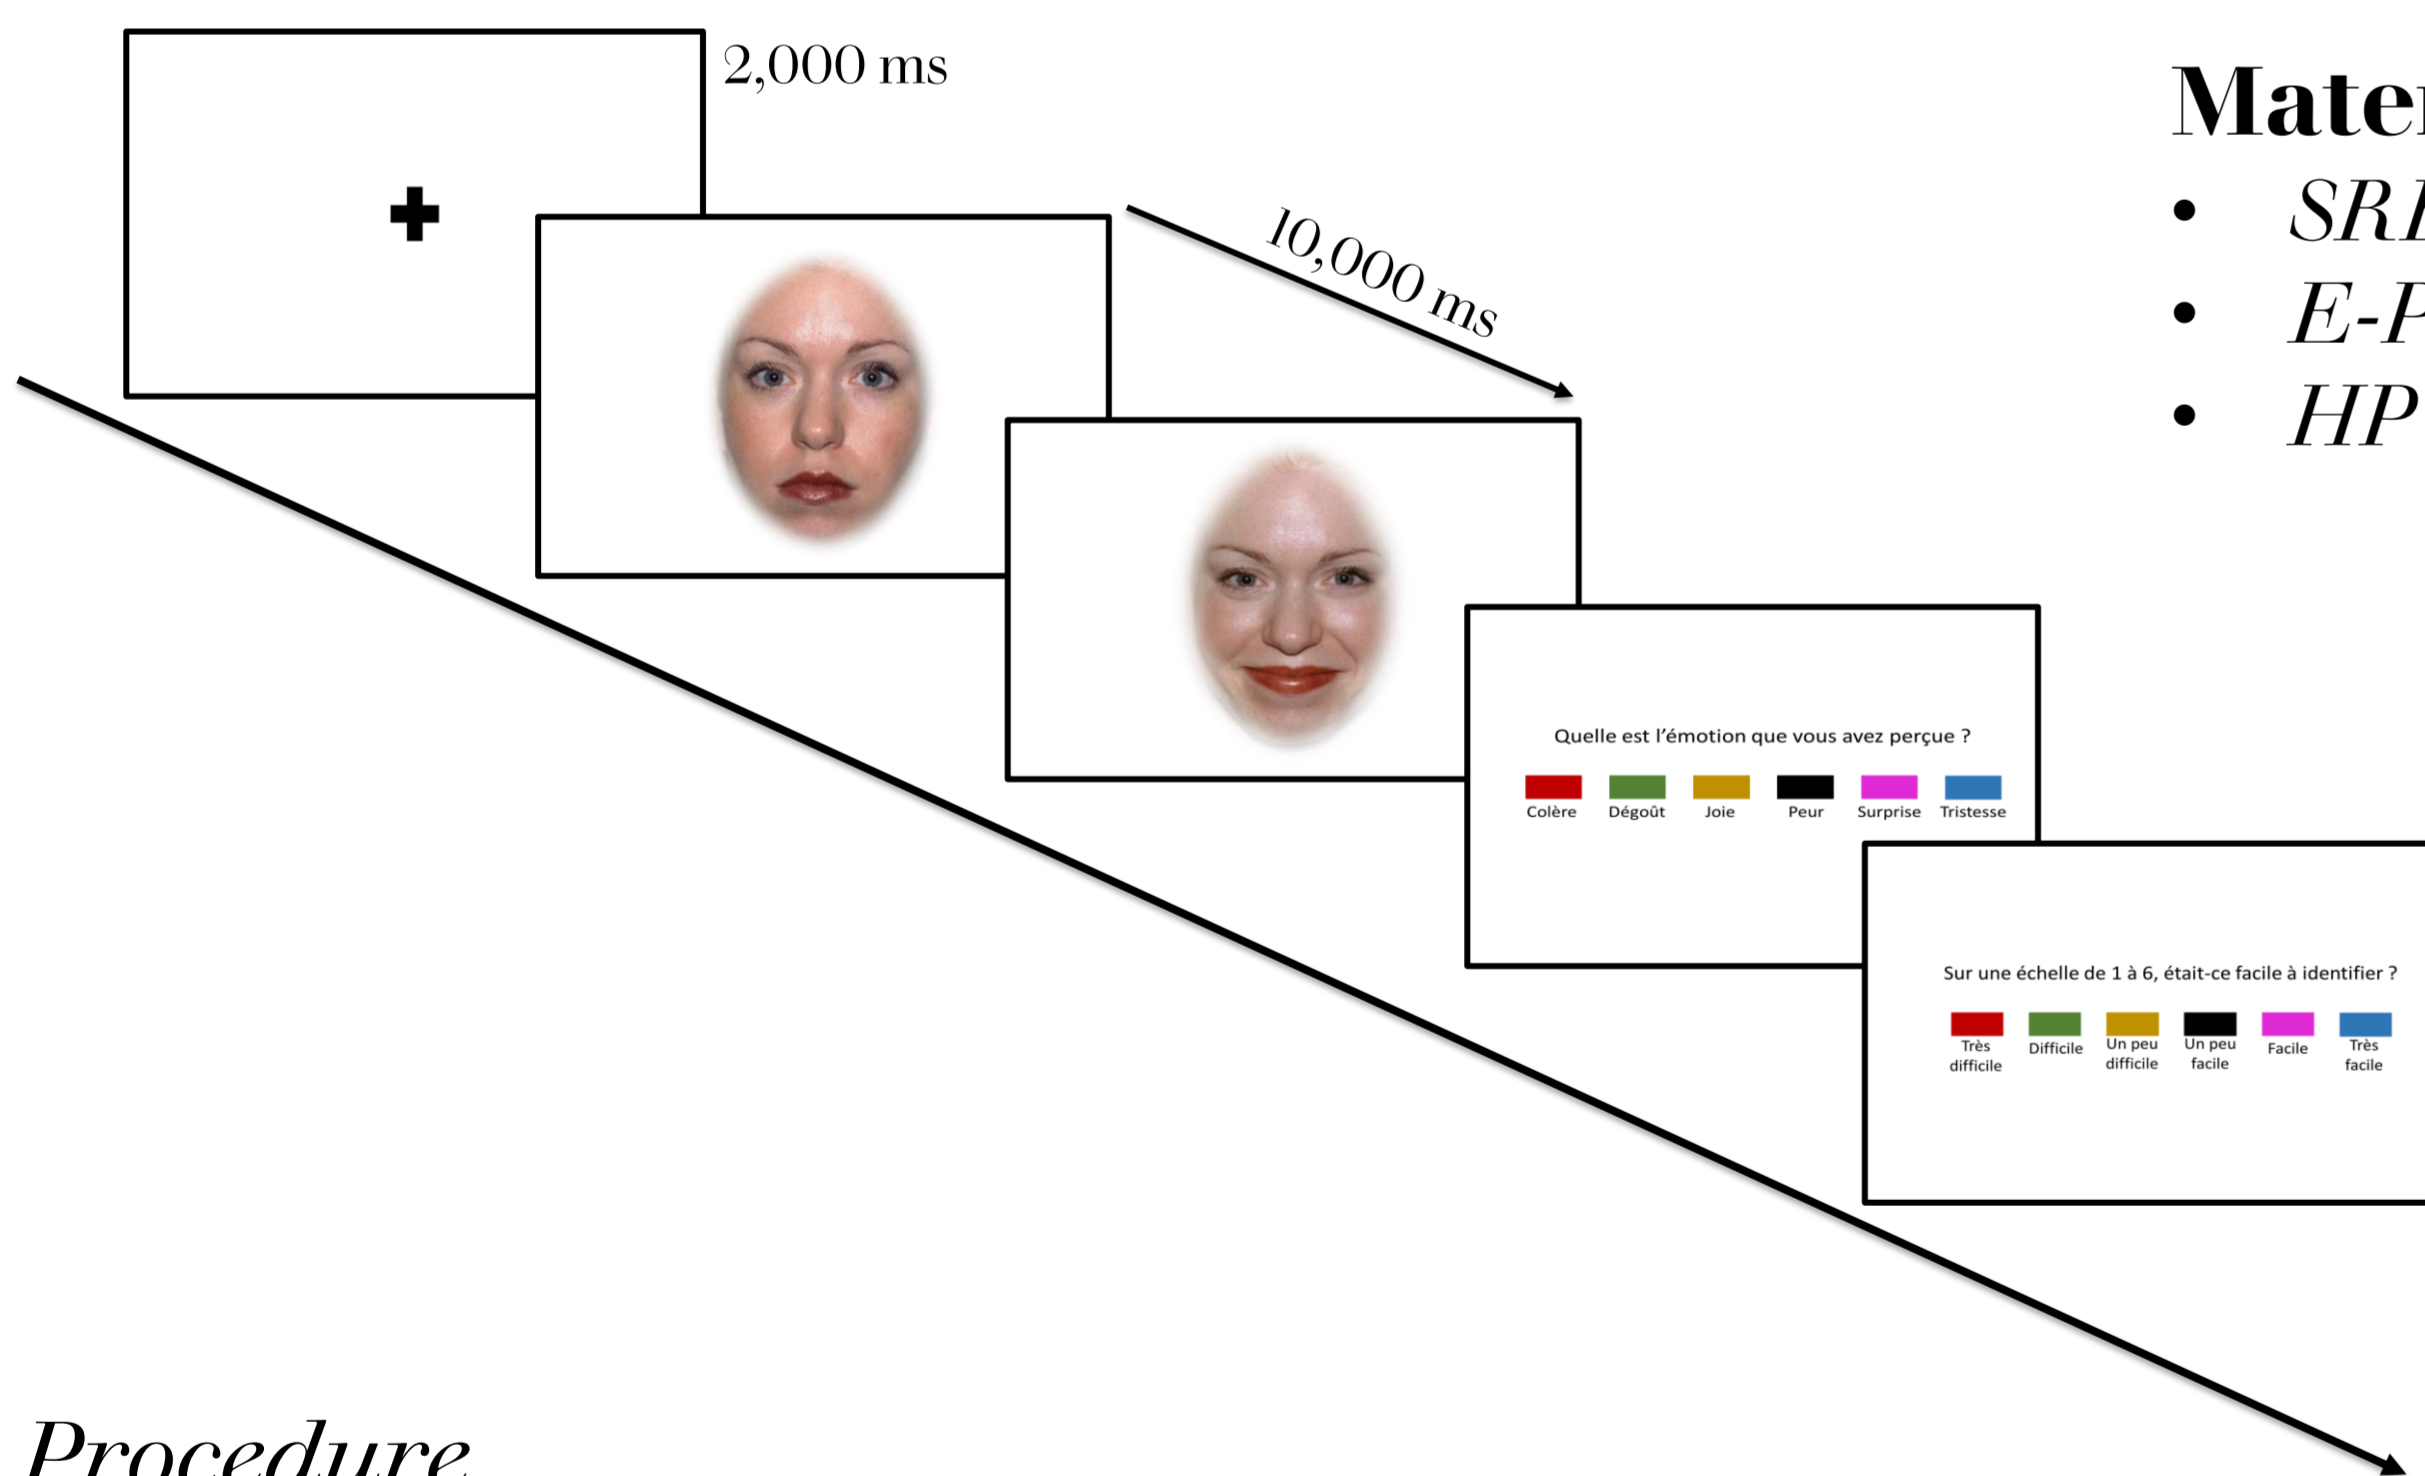 2,000 ms
10,000 ms
• SR
• E-P
• HP
Quelle est l'émotion que vous avez perçue ?
Colère Dégoût Joie Peur Surprise Tristesse
Sur une échelle de 1 à 6, était-ce facile à identifier ?
Très difficile Difficile Un peu difficile Un peu facile Facile Très facile
Procedure